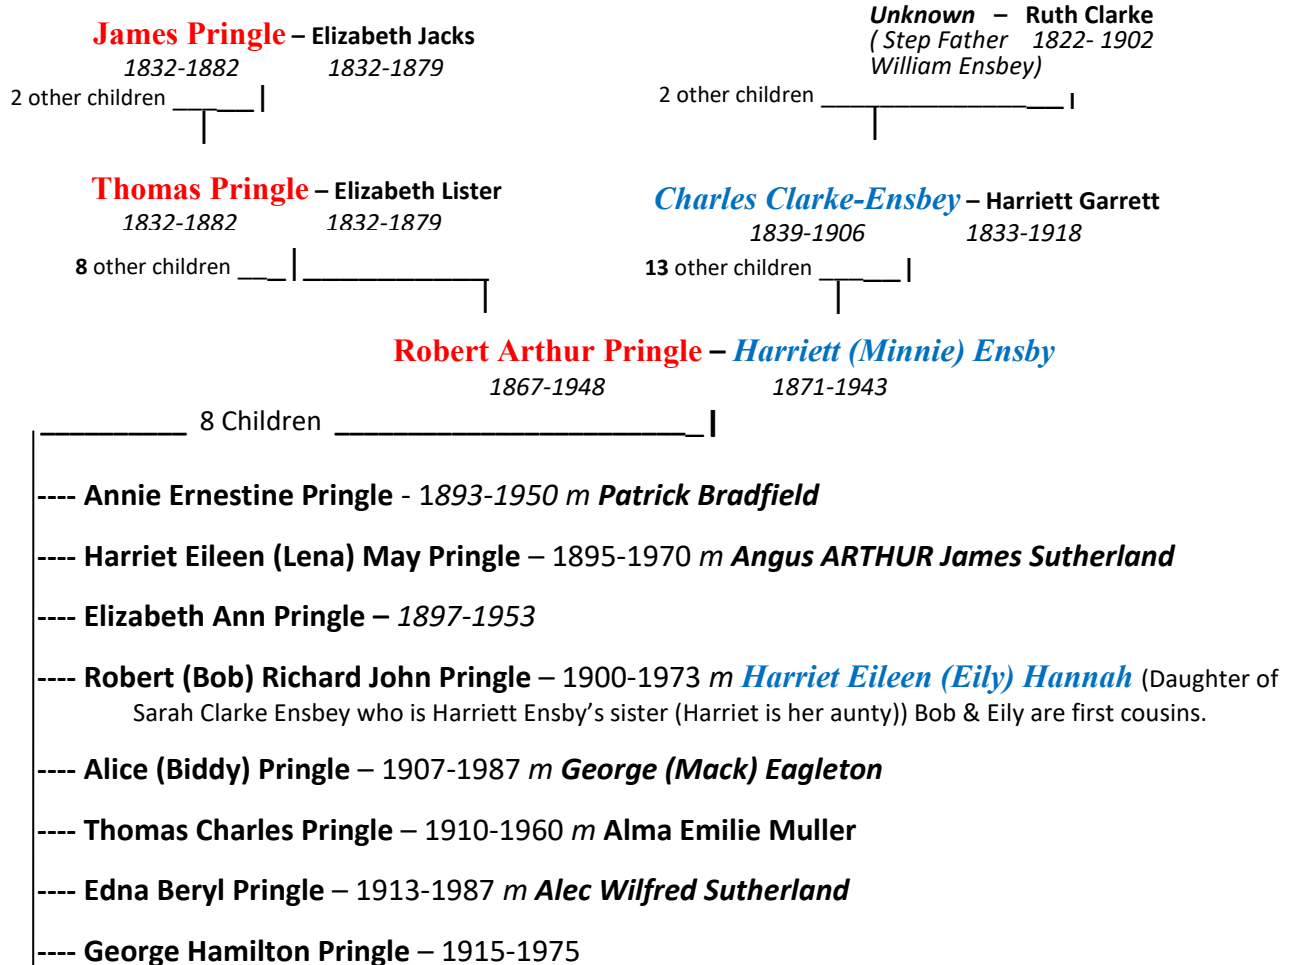 James Pringle – Elizabeth Jacks
1832-1882 1832-1879
2 other children
Unknown – Ruth Clarke
( Step Father 1822- 1902
William Ensbey)
2 other children
Thomas Pringle – Elizabeth Lister
1832-1882 1832-1879
8 other children
Charles Clarke-Ensbey – Harriett Garrett
1839-1906 1833-1918
13 other children
Robert Arthur Pringle – Harriett (Minnie) Ensby
1867-1948 1871-1943
8 Children
---- Annie Ernestine Pringle - 1893-1950 m Patrick Bradfield
---- Harriet Eileen (Lena) May Pringle – 1895-1970 m Angus ARTHUR James Sutherland
---- Elizabeth Ann Pringle – 1897-1953
---- Robert (Bob) Richard John Pringle – 1900-1973 m Harriet Eileen (Eily) Hannah (Daughter of
Sarah Clarke Ensbey who is Harriett Ensby's sister (Harriet is her aunty)) Bob & Eily are first cousins.
---- Alice (Biddy) Pringle – 1907-1987 m George (Mack) Eagleton
---- Thomas Charles Pringle – 1910-1960 m Alma Emilie Muller
---- Edna Beryl Pringle – 1913-1987 m Alec Wilfred Sutherland
---- George Hamilton Pringle – 1915-1975